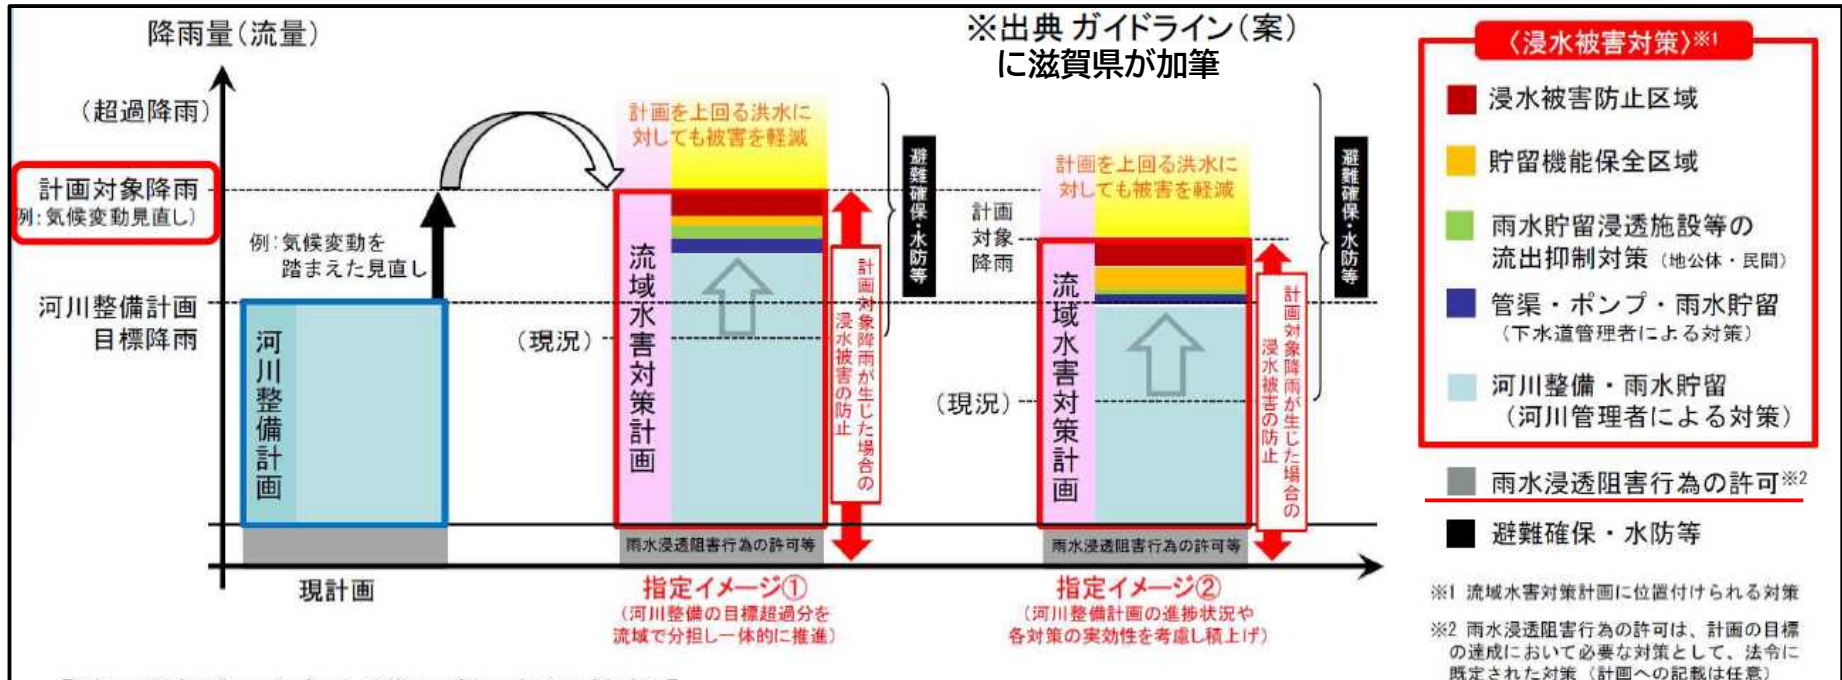 降雨量(流量)
※出典 ガイドライン(案)
に滋賀県が加筆
(超過降雨)
計画対象降雨
例:気候変動見直し)
河川整備計画
目標降雨
例:気候変動を
踏まえた見直し
河川整備計画
現計画
計画を上回る洪水に
対しても被害を軽減
流域水害対策計画
(現況)
計画対象降雨が生じた場合の
浸水被害の防止
避難確保・水防等
雨水浸透阻害行為の許可等
指定イメージ①
(河川整備の目標超過分を
流域で分担し一体的に推進)
計画を上回る洪水に
対しても被害を軽減
計画
対象
降雨
流域水害対策計画
(現況)
計画対象降雨が生じた場合の
浸水被害の防止
避難確保・水防等
雨水浸透阻害行為の許可等
指定イメージ②
(河川整備計画の進捗状況や
各対策の実効性を考慮し積上げ)
〈浸水被害対策〉※1
浸水被害防止区域
貯留機能保全区域
雨水貯留浸透施設等の
流出抑制対策(地公体・民間)
管渠・ポンプ・雨水貯留
(下水道管理者による対策)
河川整備・雨水貯留
(河川管理者による対策)
雨水浸透阻害行為の許可※2
避難確保・水防等
※1 流域水害対策計画に位置付けられる対策
※2 雨水浸透阻害行為の許可は、計画の目標
の達成において必要な対策として、法令に
既定された対策(計画への記載は任意)